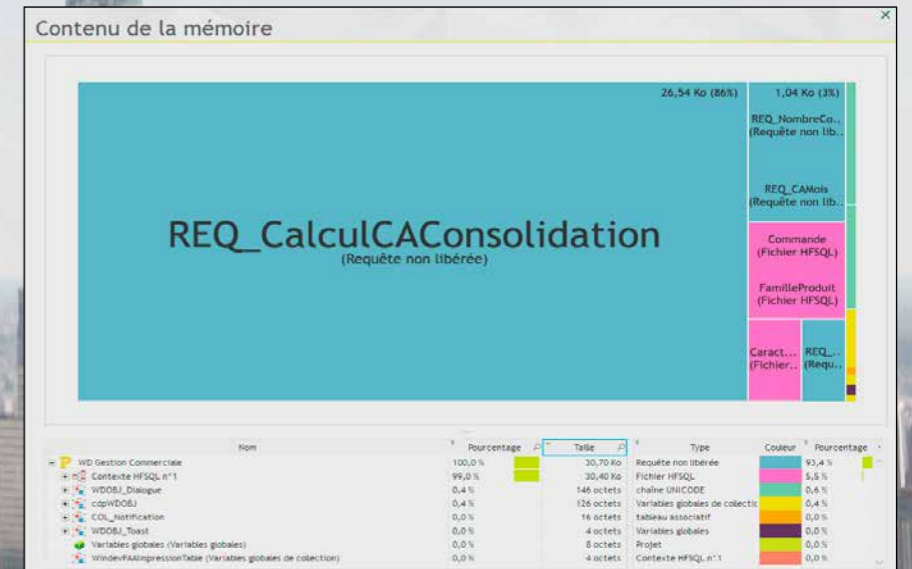 Contenu de la mémoire
26,54 Ko (86%)
1,04 Ko (3%)
REQ_NombreCo..
(Requête non lib..
REQ_CAMois
(Requête non lib..
REQ_CalculCAConsolidation
(Requête non libérée)
Commande
(Fichier HFSQL)
FamilleProduit
(Fichier HFSQL)
Caract... REQ_..
(Fichier.. (Requ..
Nom Pourcentage Taille Type Couleur Pourcentage
WD Gestion Commerciale 100,0 % 30,70 Ko Requête non libérée 93,4 %
Contexte HFSQL n°1 99,0 % 30,40 Ko Fichier HFSQL 5,5 %
WDOBJ_Dialogue 0,4 % 146 octets chaîne UNICODE 0,6 %
cdpWDOBJ 0,4 % 126 octets Variables globales de collectic 0,4 %
COL_Notification 0,0 % 16 octets tableau associatif 0,0 %
WDOBJ_Toast 0,0 % 4 octets Variables globales 0,0 %
Variables globales (Variables globales) 0,0 % 8 octets Projet 0,0 %
WindevFAAImpressionTable (Variables globales de colection) 0,0 % 4 octets Contexte HFSQL n°1 0,0 %